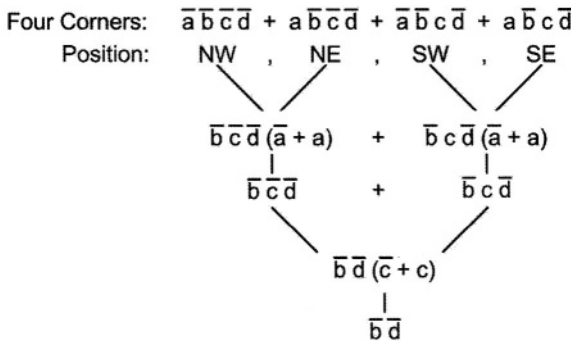 Four Corners: a̅ b̅ c̅ d̅ + a b̅ c̅ d̅ + a̅ b̅ c d̅ + a b̅ c d̅
Position: NW , NE , SW , SE
b̅ c̅ d̅ (a̅ + a) + b̅ c d̅ (a̅ + a)
b̅ c̅ d̅ + b̅ c d̅
b̅ d̅ (c̅ + c)
b̅ d̅